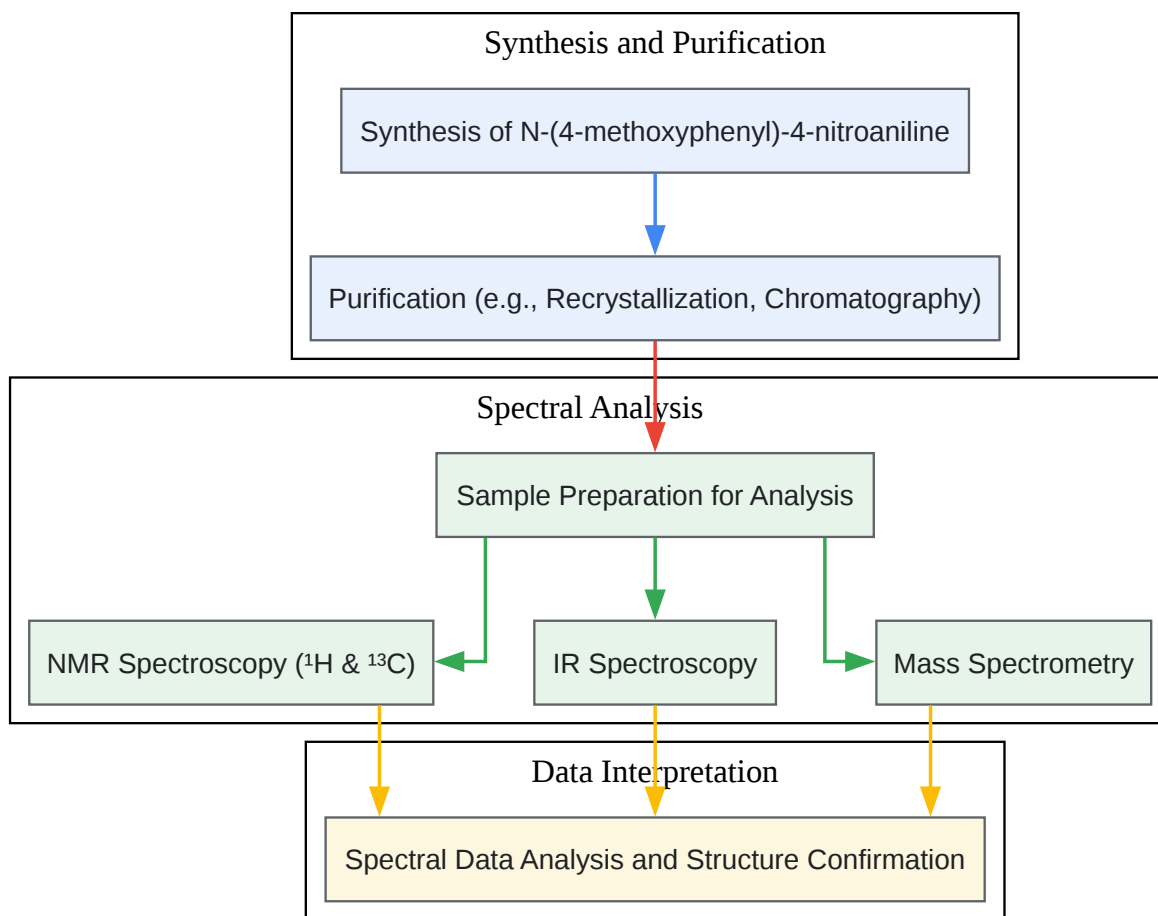 Synthesis and Purification
Synthesis of N-(4-methoxyphenyl)-4-nitroaniline
Purification (e.g., Recrystallization, Chromatography)
Spectral Analysis
Sample Preparation for Analysis
NMR Spectroscopy (¹H & ¹³C)
IR Spectroscopy
Mass Spectrometry
Data Interpretation
Spectral Data Analysis and Structure Confirmation